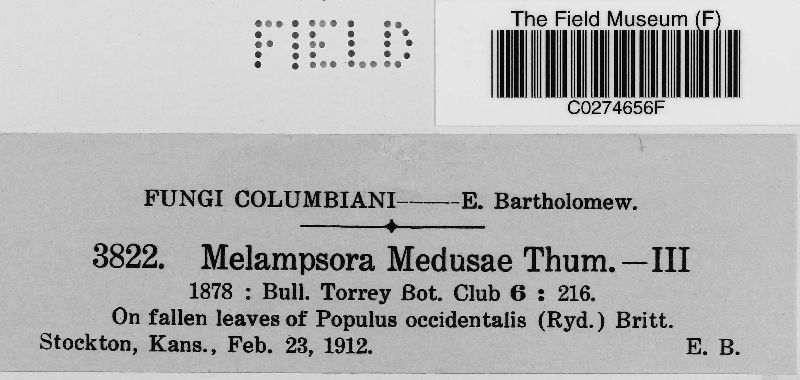 FIELD
The Field Museum (F)
C0274656F
FUNGI COLUMBIANI——E. Bartholomew.
3822. Melampsora Medusae Thum.—III
1878 : Bull. Torrey Bot. Club 6 : 216.
On fallen leaves of Populus occidentalis (Ryd.) Britt.
Stockton, Kans., Feb. 23, 1912. E. B.